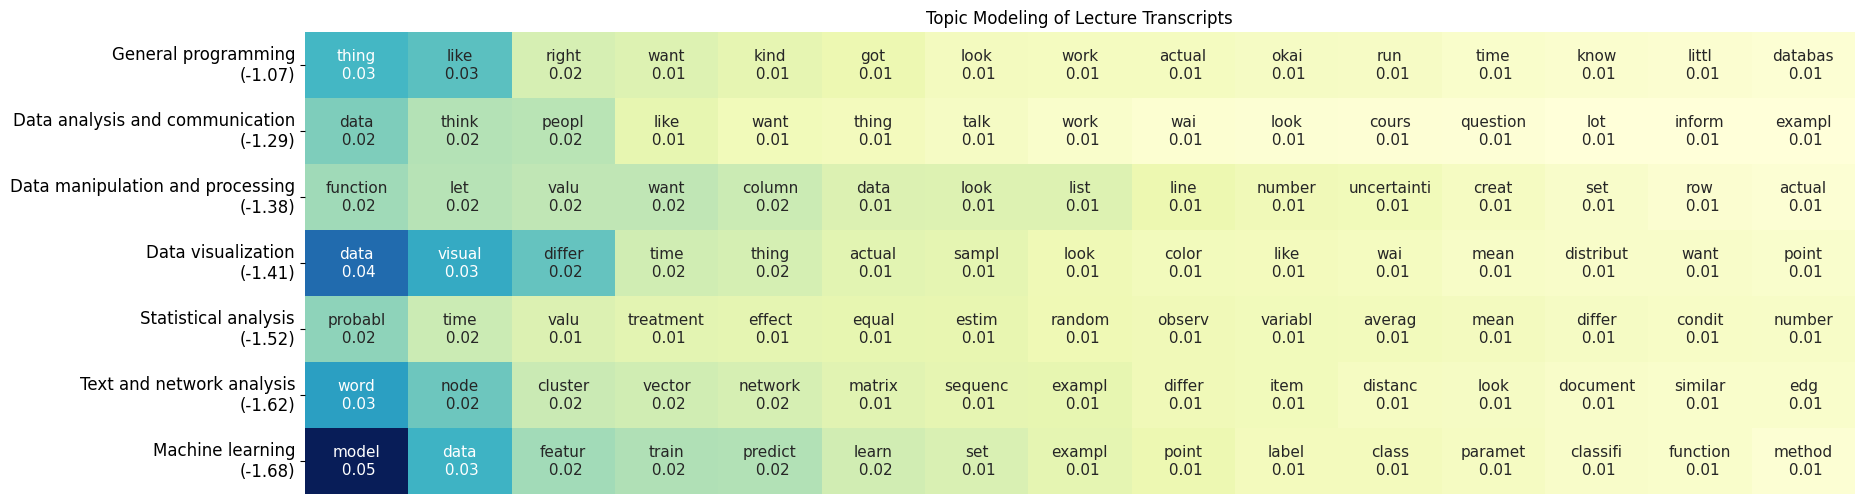 Topic Modeling of Lecture Transcripts
General programming
(-1.07)
thing like right want kind got look work actual okai run time know littl databas
0.03 0.03 0.02 0.01 0.01 0.01 0.01 0.01 0.01 0.01 0.01 0.01 0.01 0.01 0.01
Data analysis and communication
(-1.29)
data think peopl like want thing talk work wai look cours question lot inform exampl
0.02 0.02 0.02 0.01 0.01 0.01 0.01 0.01 0.01 0.01 0.01 0.01 0.01 0.01 0.01
Data manipulation and processing
(-1.38)
function let valu want column data look list line number uncertainti creat set row actual
0.02 0.02 0.02 0.02 0.02 0.01 0.01 0.01 0.01 0.01 0.01 0.01 0.01 0.01 0.01
Data visualization
(-1.41)
data visual differ time thing actual sampl look color like wai mean distribut want point
0.04 0.03 0.02 0.02 0.02 0.01 0.01 0.01 0.01 0.01 0.01 0.01 0.01 0.01 0.01
Statistical analysis
(-1.52)
probabl time valu treatment effect equal estim random observ variabl averag mean differ condit number
0.02 0.02 0.01 0.01 0.01 0.01 0.01 0.01 0.01 0.01 0.01 0.01 0.01 0.01 0.01
Text and network analysis
(-1.62)
word node cluster vector network matrix sequenc exampl differ item distanc look document similar edg
0.03 0.02 0.02 0.02 0.02 0.01 0.01 0.01 0.01 0.01 0.01 0.01 0.01 0.01 0.01
Machine learning
(-1.68)
model data featur train predict learn set exampl point label class paramet classifi function method
0.05 0.03 0.02 0.02 0.02 0.02 0.01 0.01 0.01 0.01 0.01 0.01 0.01 0.01 0.01